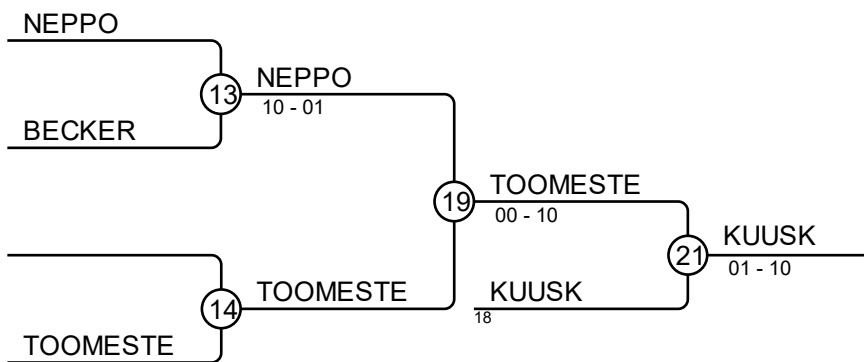 NEPPO
13
NEPPO
10 - 01
BECKER
19
TOOMESTE
00 - 10
21
KUUSK
01 - 10
14
TOOMESTE
KUUSK
18
TOOMESTE